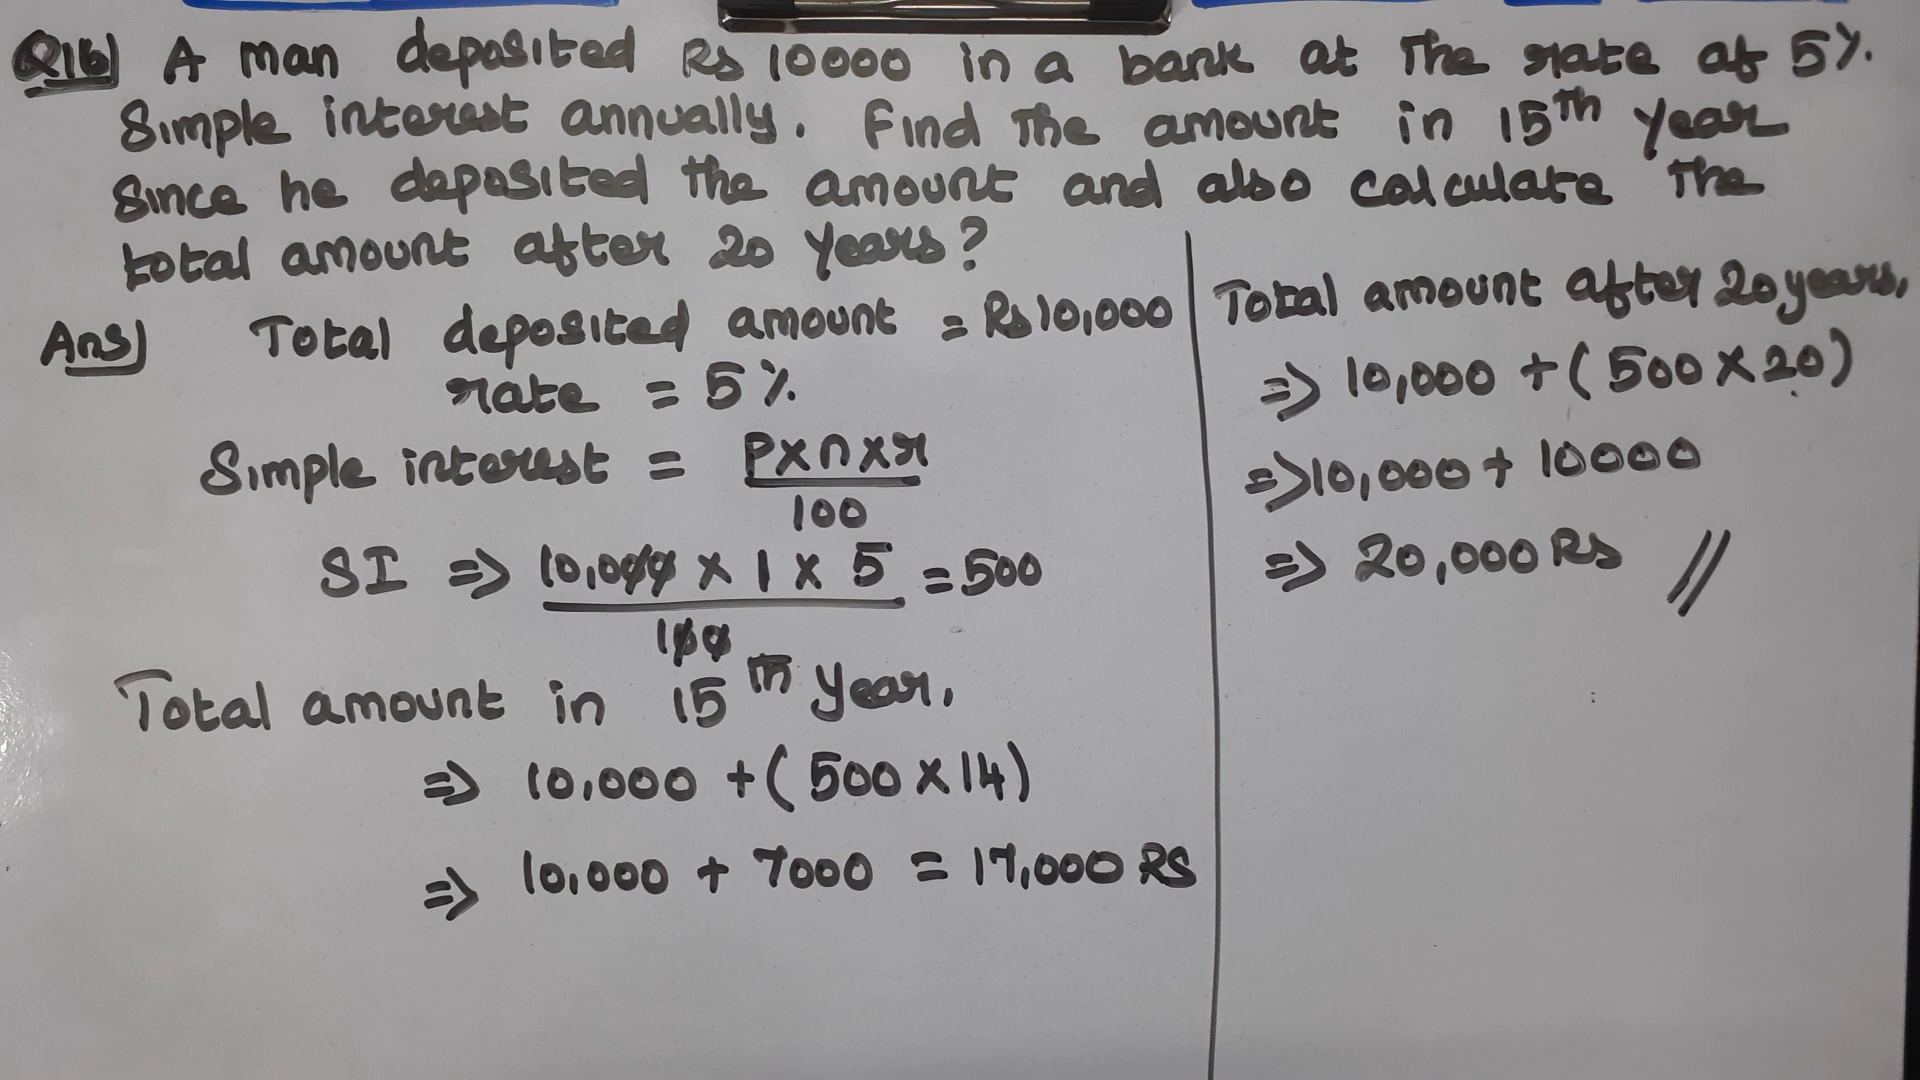 Q16) A man deposited Rs 10000 in a bank at The rate of 5%
Simple interest annually. Find The amount in 15th year
Since he deposited the amount and also calculate The
total amount after 20 years?
Ans) Total deposited amount = Rs 10,000
rate = 5%
Simple interest = P×n×r
100
SI => 10,000 × 1 × 5 = 500
100
Total amount in 15th year,
=> 10,000 + (500×14)
=> 10,000 + 7000 = 17,000 RS
Total amount after 20 years,
=> 10,000 + (500×20)
=> 10,000 + 10000
=> 20,000 Rs //